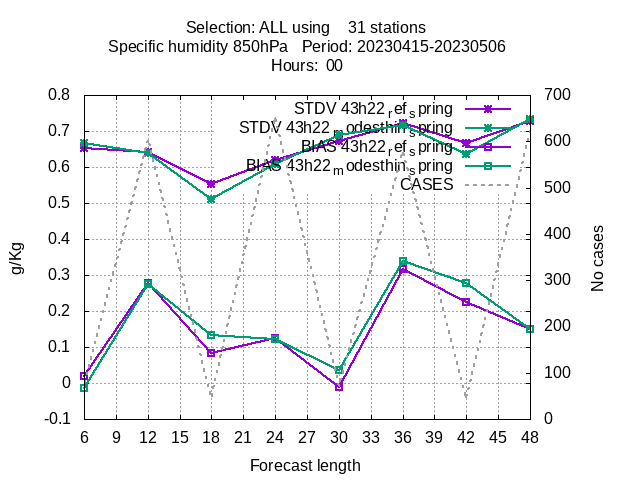 Selection: ALL using    31 stations
Specific humidity 850hPa   Period: 20230415-20230506
Hours:  00
0.8
0.7
0.6
0.5
0.4
0.3
0.2
0.1
0
-0.1
g/Kg
STDV 43h22_ref_spring
STDV 43h22_modesthin_spring
BIAS 43h22_ref_spring
BIAS 43h22_modesthin_spring
CASES
700
600
500
400
300
200
100
0
No cases
6 9 12 15 18 21 24 27 30 33 36 39 42 45 48
Forecast length